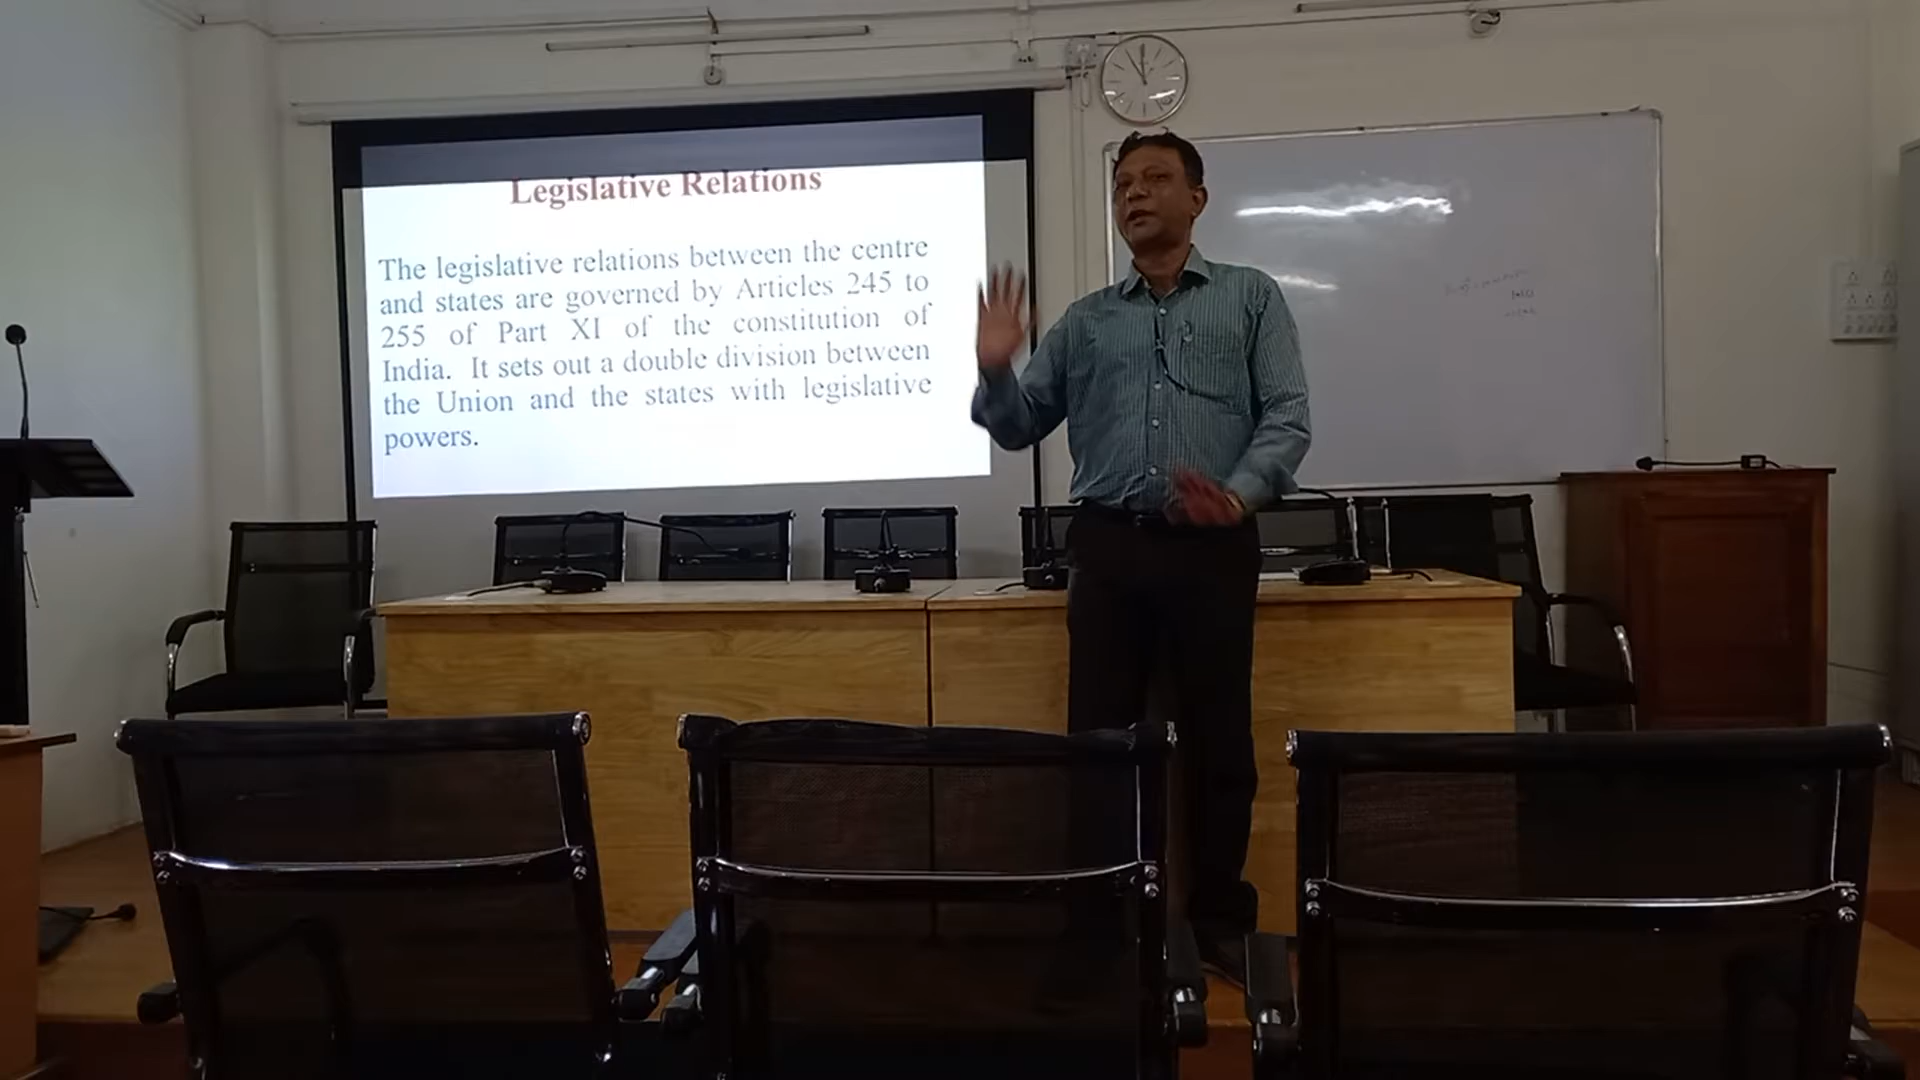 Legislative Relations
The legislative relations between the centre
and states are governed by Articles 245 to
255 of Part XI of the constitution of
India. It sets out a double division between
the Union and the states with legislative
powers.